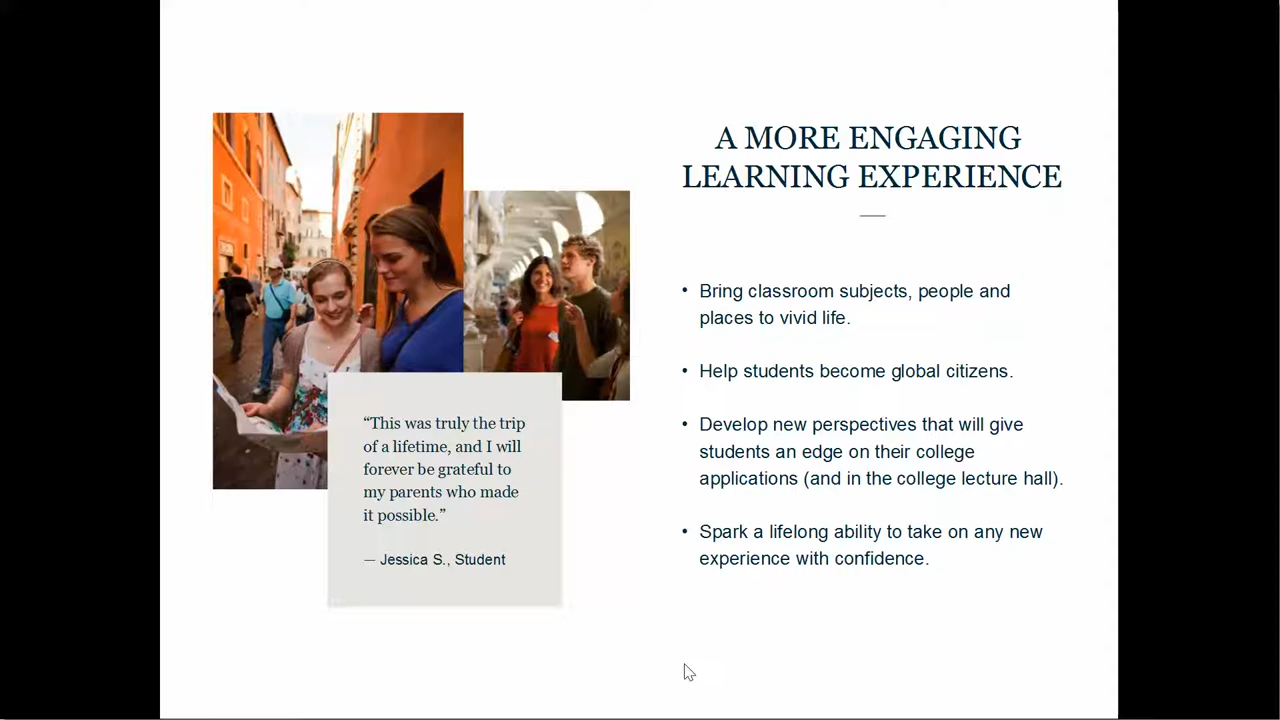 A MORE ENGAGING
LEARNING EXPERIENCE
• Bring classroom subjects, people and
places to vivid life.
• Help students become global citizens.
• Develop new perspectives that will give
students an edge on their college
applications (and in the college lecture hall).
• Spark a lifelong ability to take on any new
experience with confidence.
“This was truly the trip
of a lifetime, and I will
forever be grateful to
my parents who made
it possible.”
— Jessica S., Student